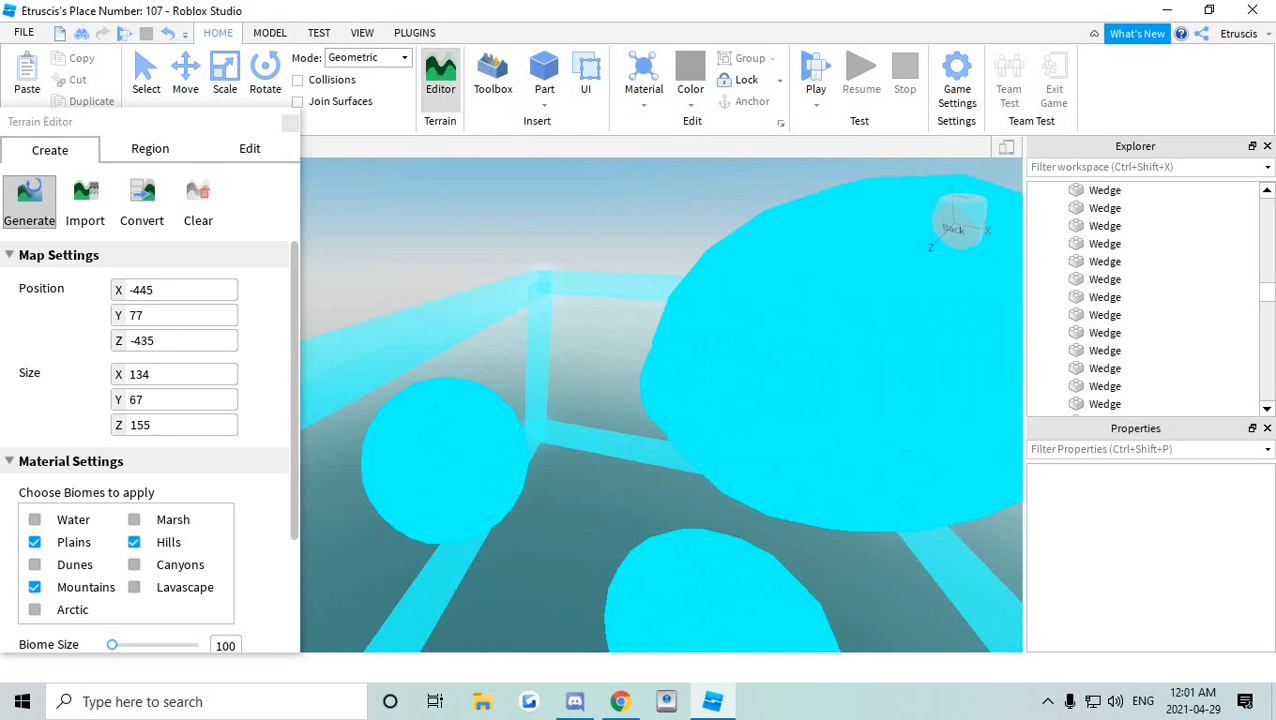 Etruscis's Place Number: 107 - Roblox Studio
FILE HOME MODEL TEST VIEW PLUGINS What's New Etruscis
Paste Copy Cut Duplicate Select Move Scale Rotate Mode: Geometric Collisions Join Surfaces Editor Toolbox Part UI Material Color Group Lock Anchor Play Resume Stop Game Settings Team Test Exit Game
Terrain Insert Edit Test Settings Team Test
Terrain Editor
Create Region Edit
Generate Import Convert Clear
Map Settings
Position X -445
Y 77
Z -435
Size X 134
Y 67
Z 155
Material Settings
Choose Biomes to apply
Water Marsh
Plains Hills
Dunes Canyons
Mountains Lavascape
Arctic
Biome Size 100
Back
X
Z
Explorer
Filter workspace (Ctrl+Shift+X)
Wedge
Wedge
Wedge
Wedge
Wedge
Wedge
Wedge
Wedge
Wedge
Wedge
Wedge
Wedge
Wedge
Properties
Filter Properties (Ctrl+Shift+P)
Type here to search
ENG
12:01 AM
2021-04-29